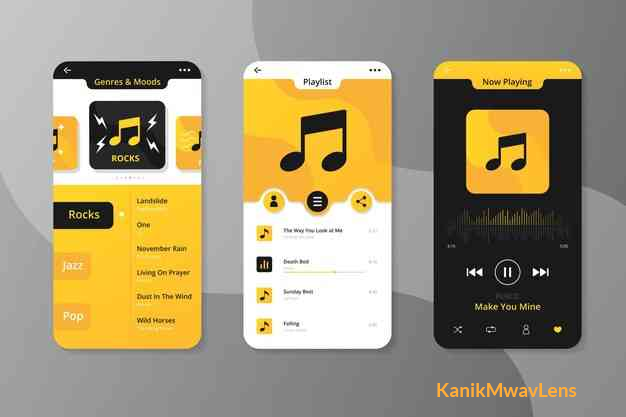 Genres & Moods
ROCKS
Rocks
Jazz
Pop
Landslide
One
November Rain
Living On Prayer
Dust In The Wind
Wild Horses
Playlist
The Way You Look at Me
Death Bed
Sunday Best
Falling
Now Playing
Make You Mine
KanikMwavLens